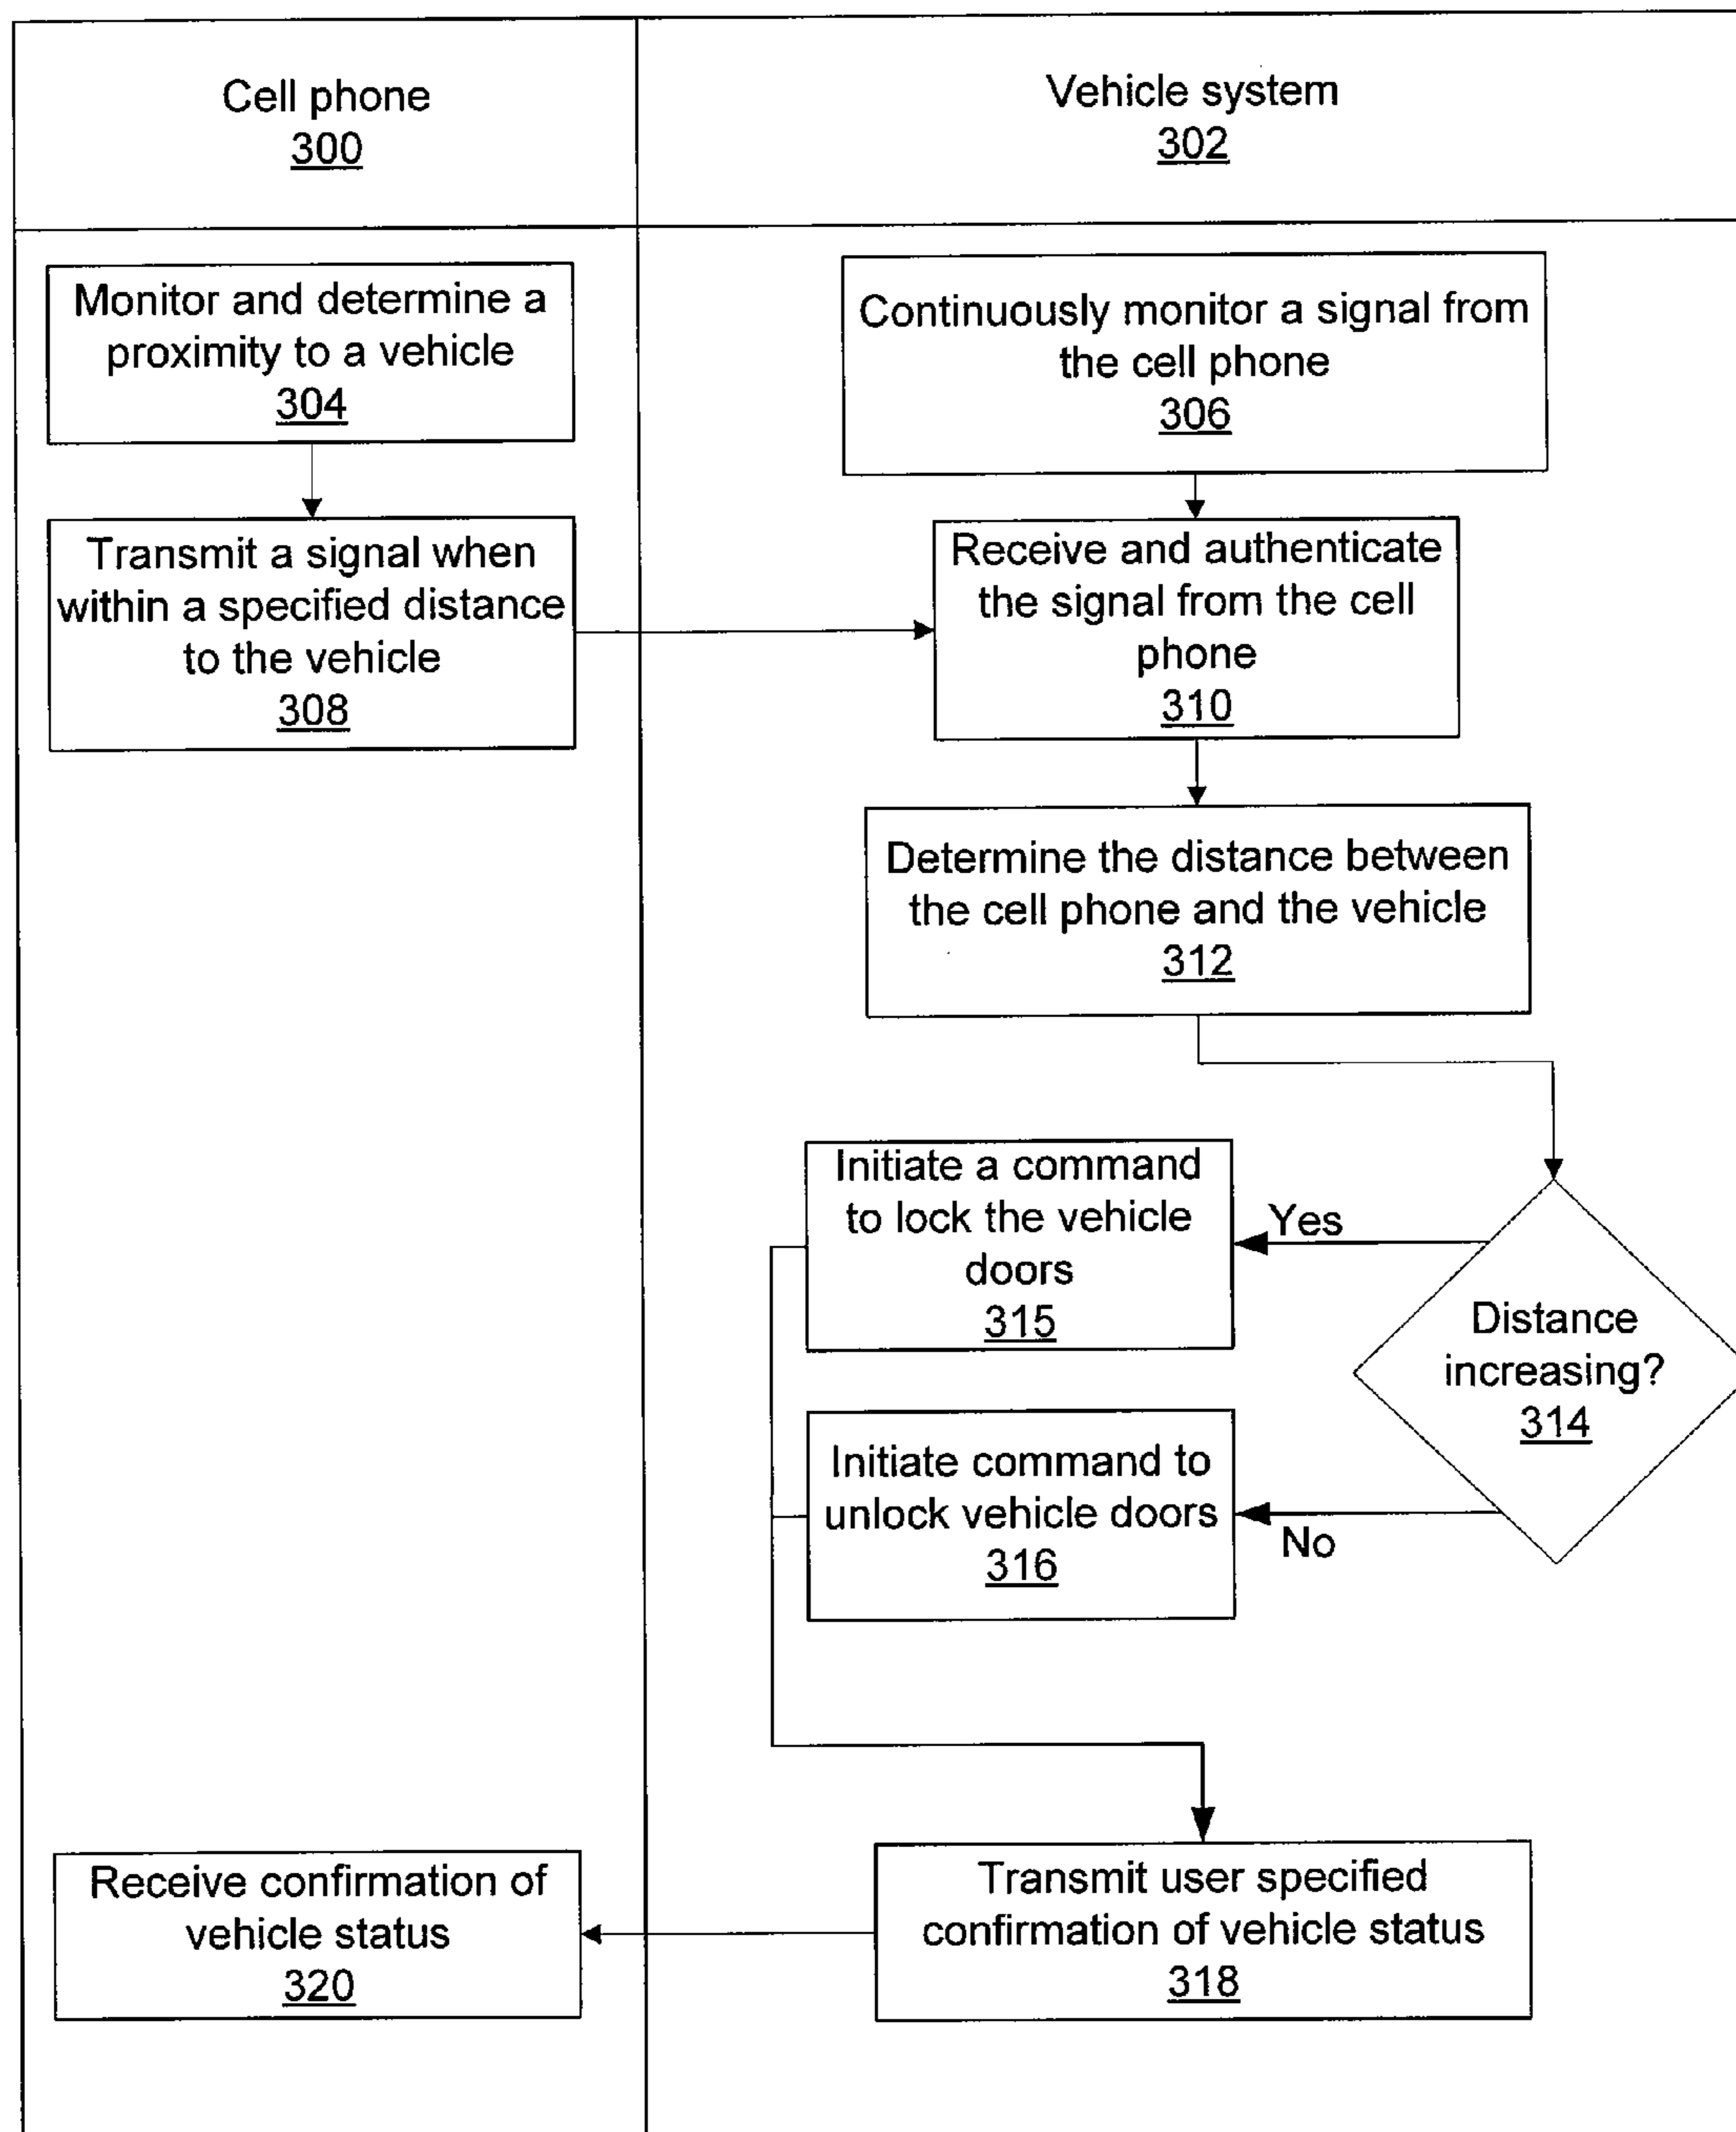 Cell phone
300
Vehicle system
302
Monitor and determine a
proximity to a vehicle
304
Continuously monitor a signal from
the cell phone
306
Transmit a signal when
within a specified distance
to the vehicle
308
Receive and authenticate
the signal from the cell
phone
310
Determine the distance between
the cell phone and the vehicle
312
Initiate a command
to lock the vehicle
doors
315
Yes
Distance
increasing?
314
Initiate command to
unlock vehicle doors
316
No
Receive confirmation of
vehicle status
320
Transmit user specified
confirmation of vehicle status
318